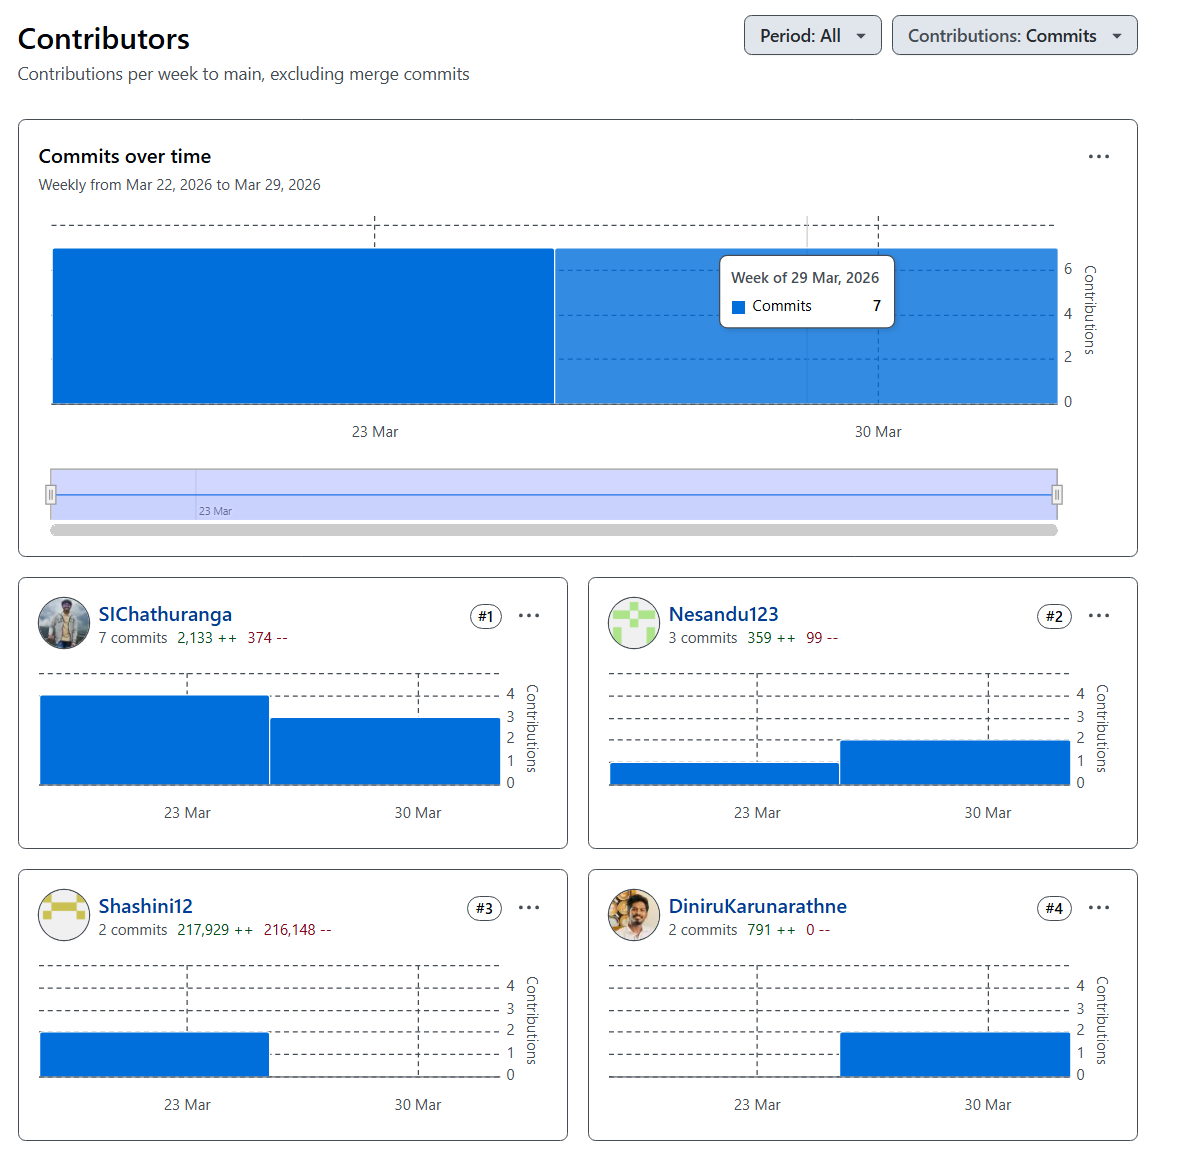 Contributors
Period: All
Contributions: Commits
Contributions per week to main, excluding merge commits
Commits over time
Weekly from Mar 22, 2026 to Mar 29, 2026
Week of 29 Mar, 2026
Commits 7
6
4
2
0
Contributions
23 Mar
30 Mar
23 Mar
SIChathuranga
#1
7 commits 2,133 ++ 374 --
4
3
2
1
0
Contributions
23 Mar
30 Mar
Nesandu123
#2
3 commits 359 ++ 99 --
4
3
2
1
0
Contributions
23 Mar
30 Mar
Shashini12
#3
2 commits 217,929 ++ 216,148 --
4
3
2
1
0
Contributions
23 Mar
30 Mar
DiniruKarunarathne
#4
2 commits 791 ++ 0 --
4
3
2
1
0
Contributions
23 Mar
30 Mar